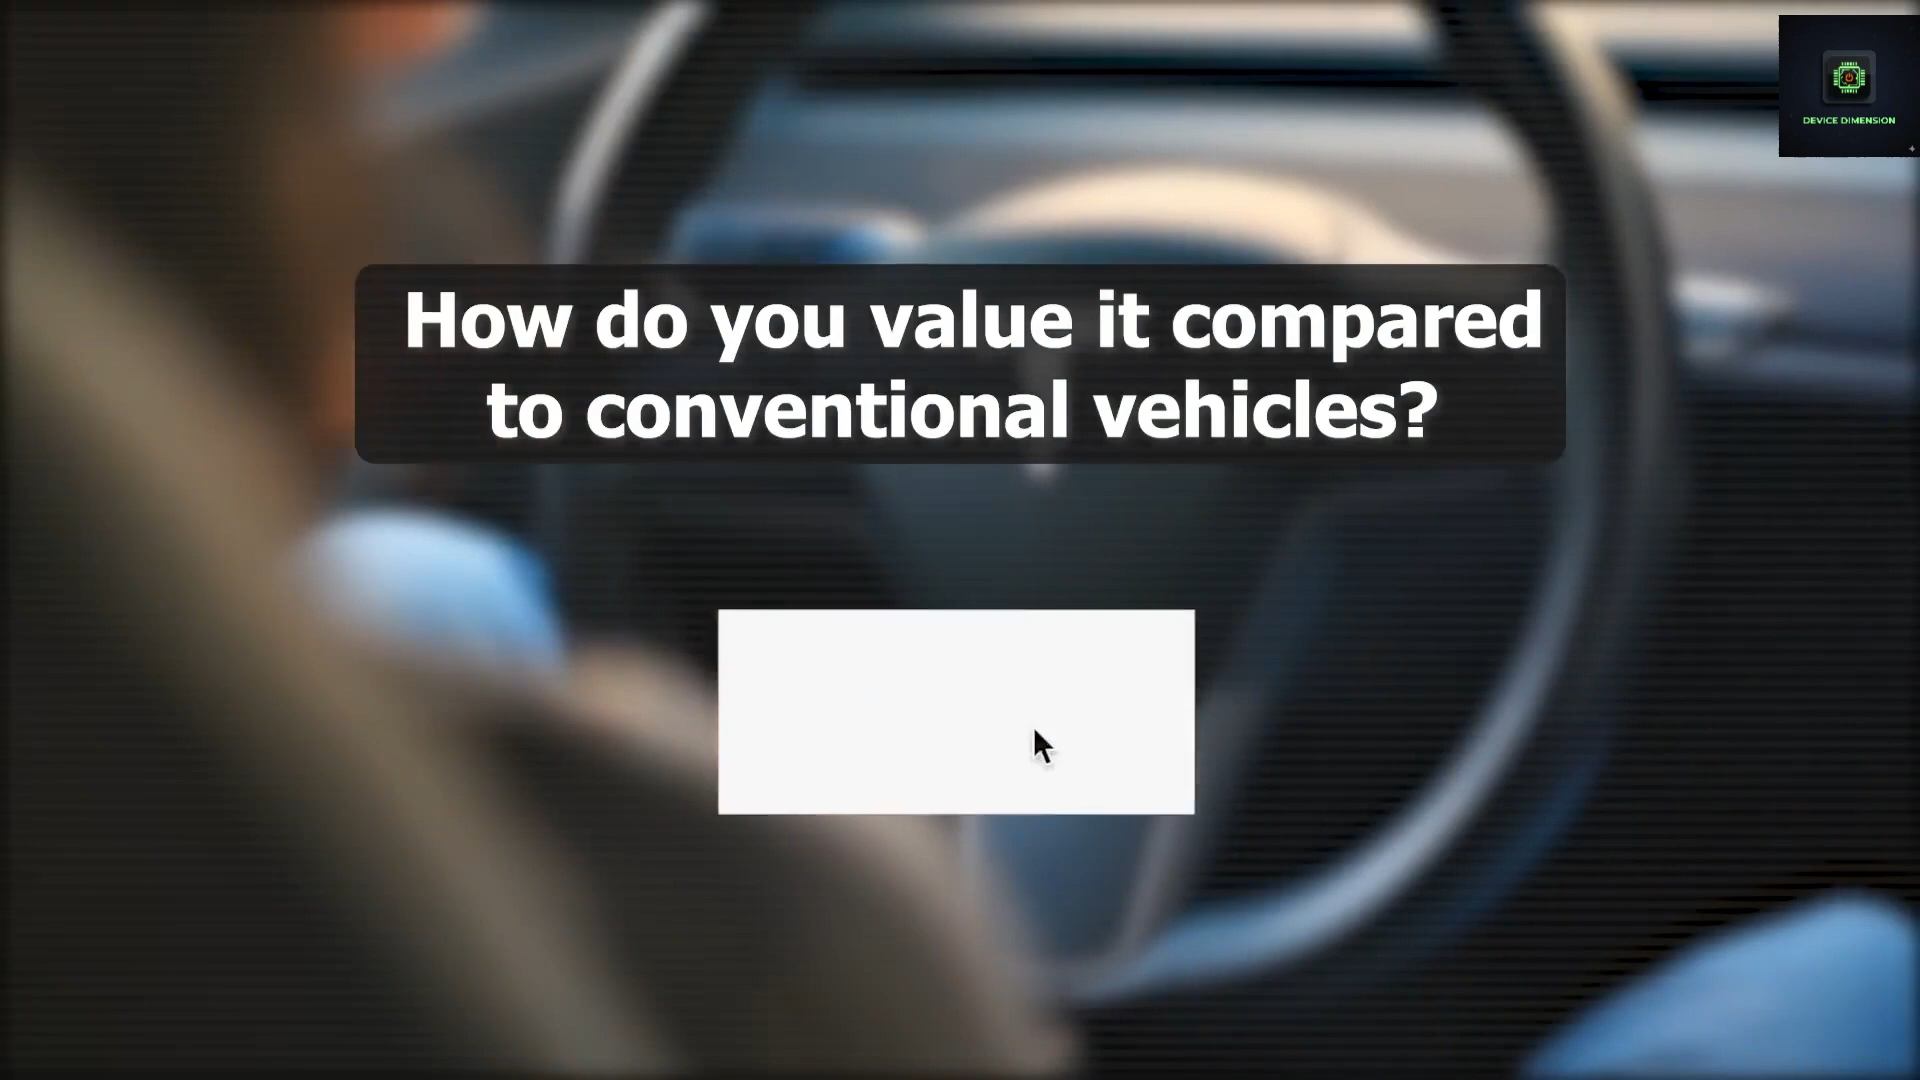 DEVICE DIMENSION
How do you value it compared
to conventional vehicles?